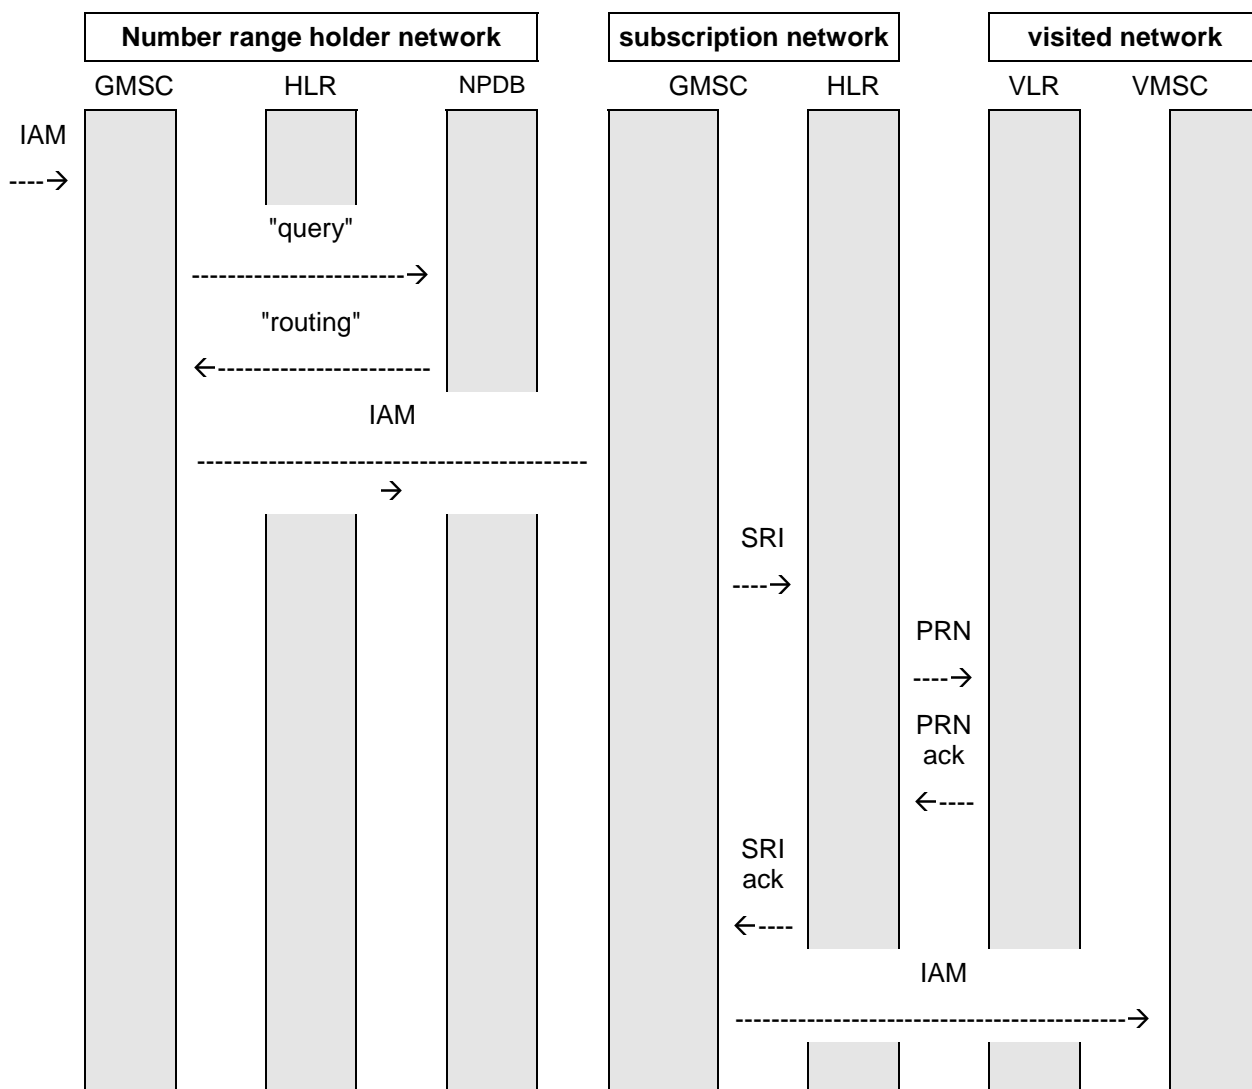 Number range holder network subscription network visited network
GMSC HLR NPDB GMSC HLR VLR VMSC
IAM
---->
"query"
------------------------>
"routing"
<------------------------
IAM
--------------------------------------------
>
SRI
---->
PRN
---->
PRN
ack
<----
SRI
ack
<----
IAM
-------------------------------------------->